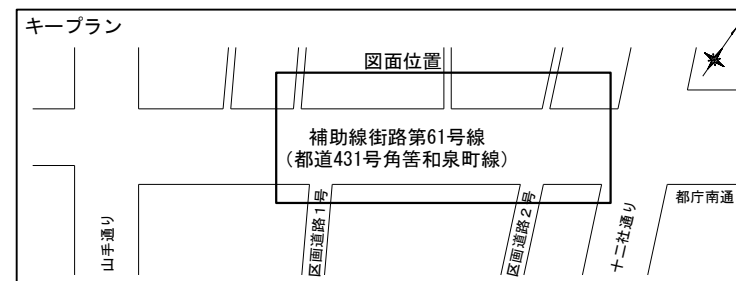 キープラン
図面位置
補助線街路第61号線
（都道431号角筈和泉町線）
都庁南通
山手通り
区画道路1号
区画道路2号
十二社通り